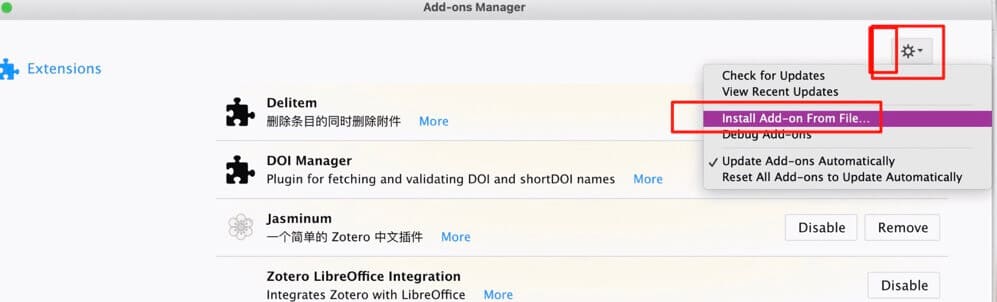 Add-ons Manager
Extensions
Check for Updates
View Recent Updates
Install Add-on From File...
Debug Add-ons
✓ Update Add-ons Automatically
Reset All Add-ons to Update Automatically
Delitem
删除条目的同时删除附件 More
DOI Manager
Plugin for fetching and validating DOI and shortDOI names More
Jasminum
一个简单的 Zotero 中文插件 More
Disable Remove
Zotero LibreOffice Integration
Integrates Zotero with LibreOffice More
Disable